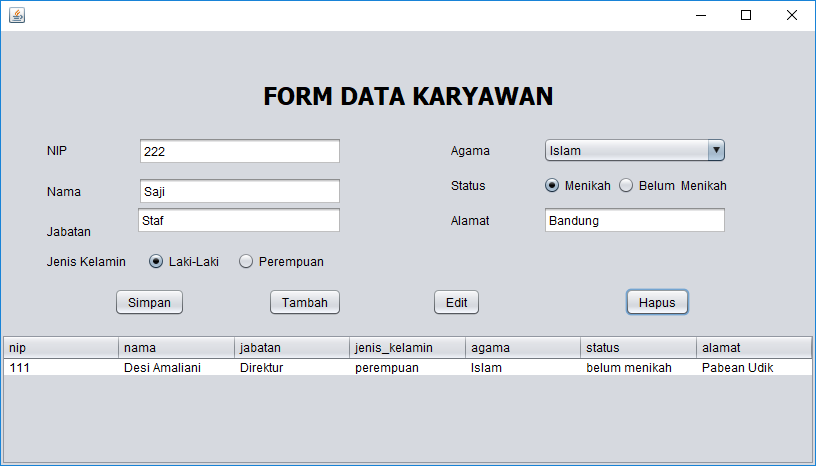 FORM DATA KARYAWAN
NIP 222 Agama Islam
Nama Saji Status Menikah Belum Menikah
Jabatan Staf Alamat Bandung
Jenis Kelamin Laki-Laki Perempuan
Simpan Tambah Edit Hapus
nip nama jabatan jenis_kelamin agama status alamat
111 Desi Amaliani Direktur perempuan Islam belum menikah Pabean Udik